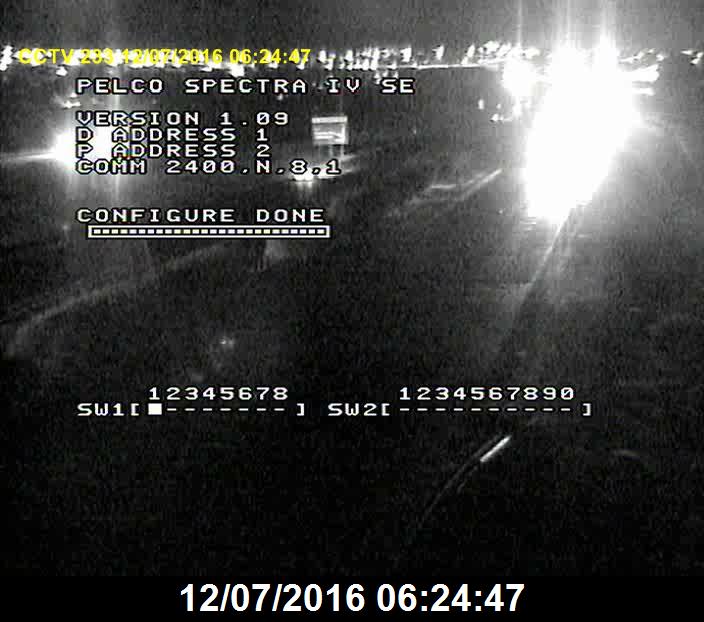 CCTV 293 12/07/2016 06:24:47
PELCO SPECTRA IV SE
VERSION 1.09
D ADDRESS 1
P ADDRESS 2
COMM 2400,N,8,1
CONFIGURE DONE
12345678 1234567890
SW1[■-------] SW2[----------]
12/07/2016 06:24:47